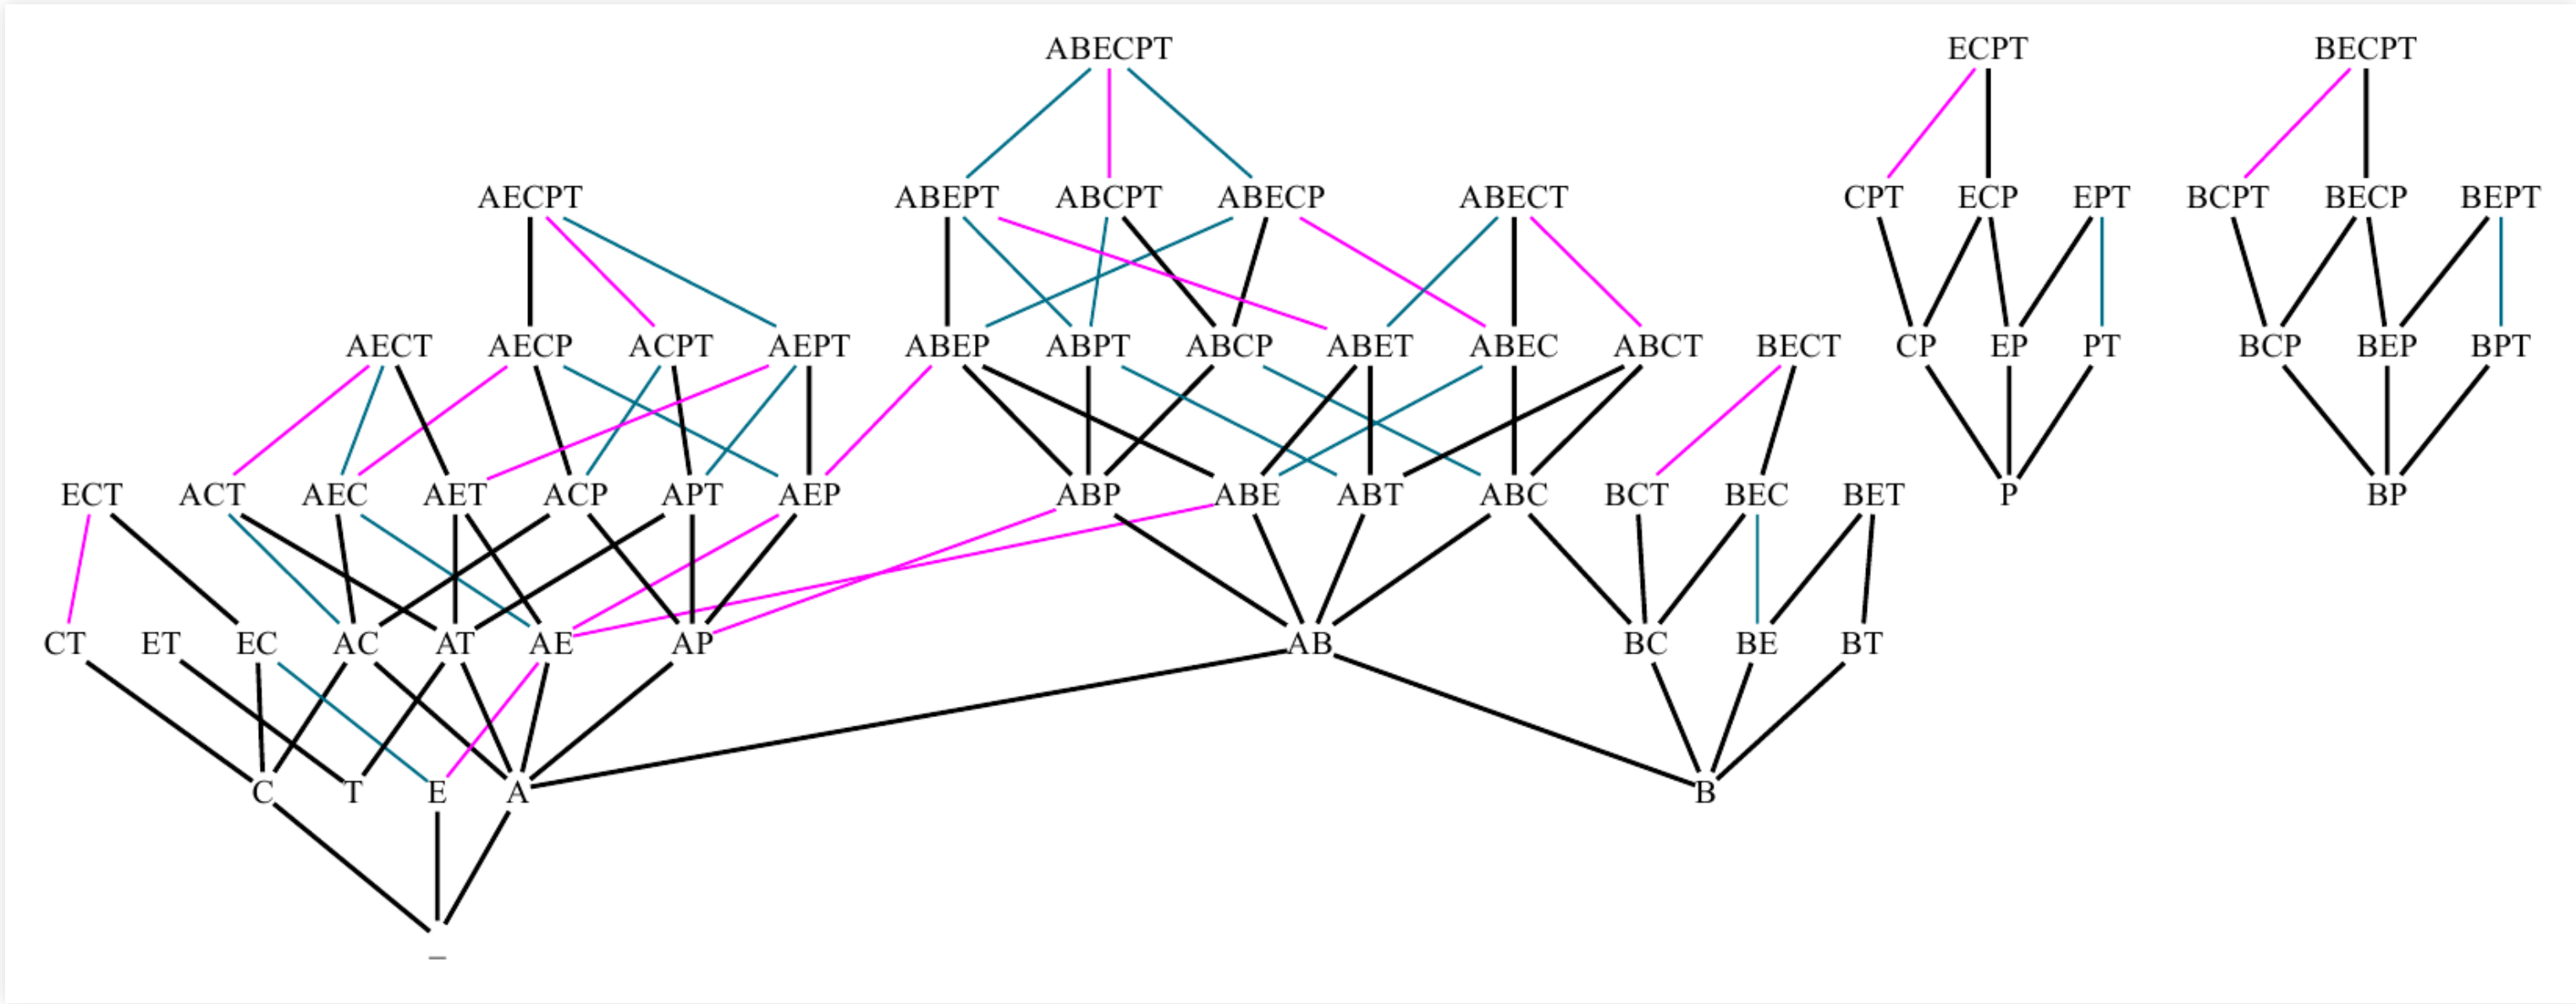 ABECPT ECPT BECPT
AECPT ABEPT ABCPT ABECP ABECT CPT ECP EPT BCPT BECP BEPT
AECT AECP ACPT AEPT ABEP ABPT ABCP ABET ABEC ABCT BECT CP EP PT BCP BEP BPT
ECT ACT AEC AET ACP APT AEP ABP ABE ABT ABC BCT BEC BET P BP
CT ET EC AC AT AE AP AB BC BE BT
C T E A B
_